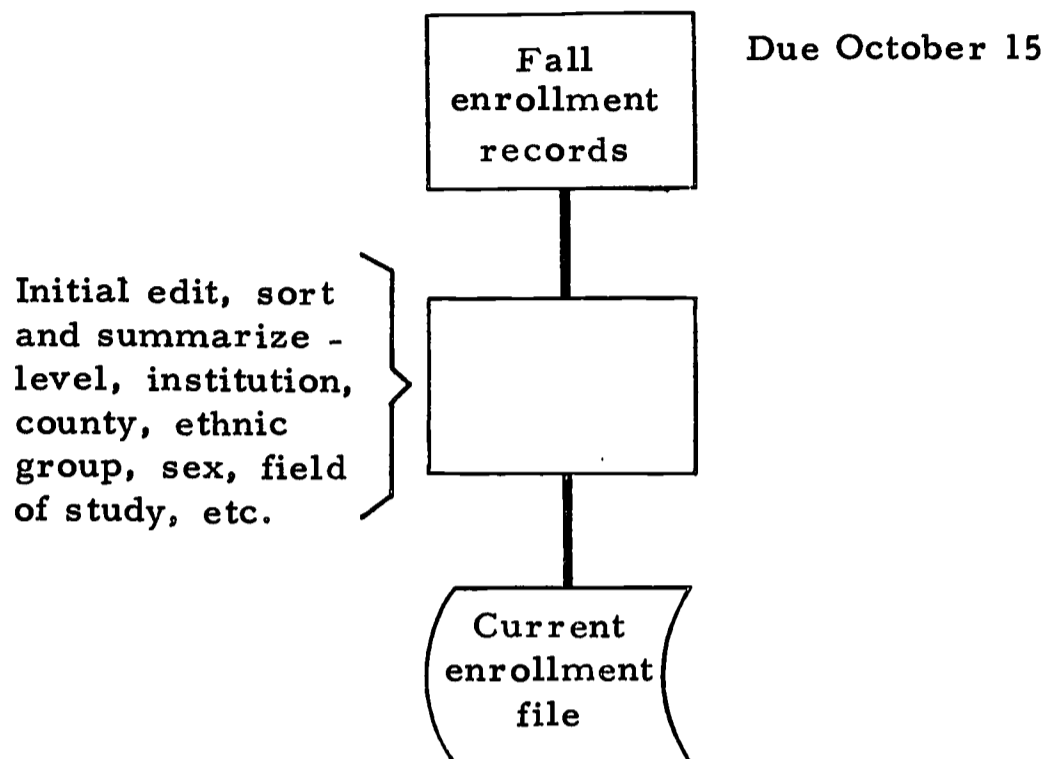 Fall
enrollment
records
Due October 15
Initial edit, sort
and summarize -
level, institution,
county, ethnic
group, sex, field
of study, etc.
Current
enrollment
file